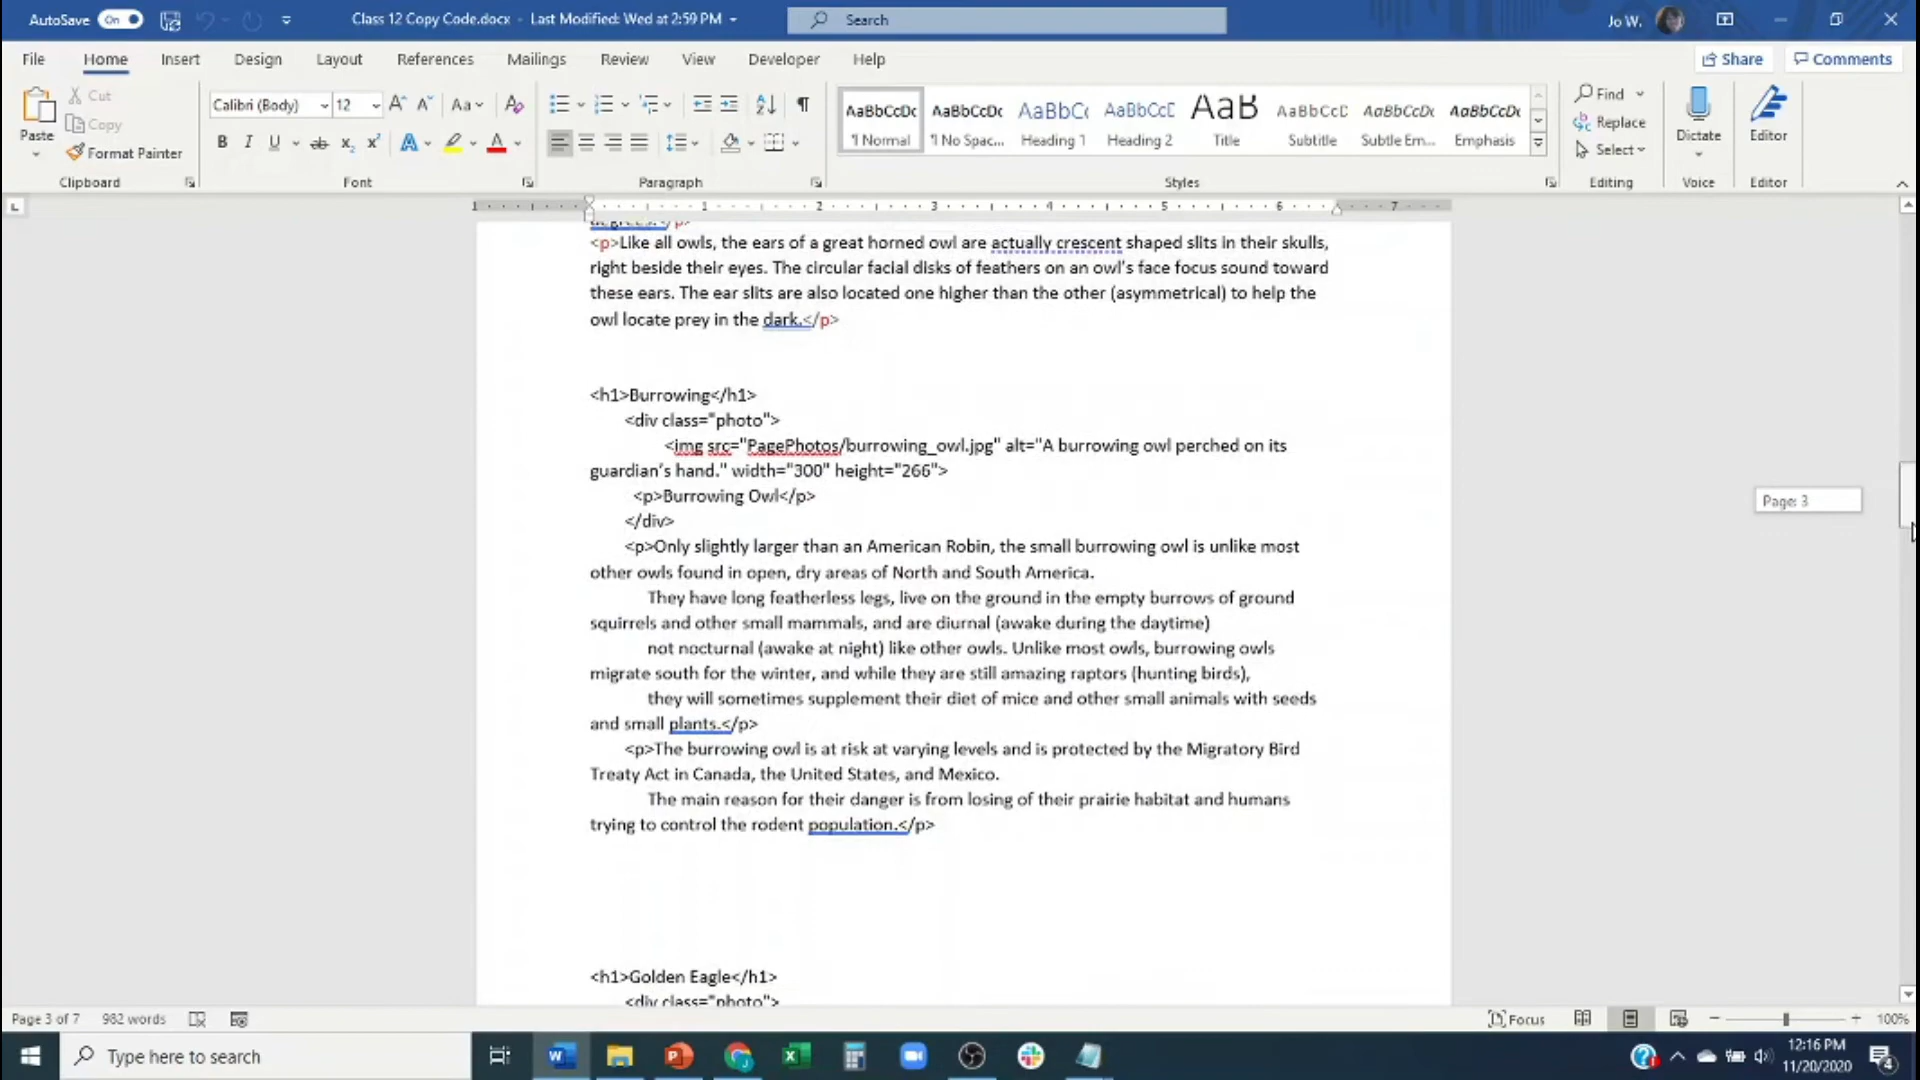 AutoSave On Class 12 Copy Code.docx - Last Modified: Wed at 2:59 PM Search Jo W.
File Home Insert Design Layout References Mailings Review View Developer Help Share Comments
Paste
Cut
Copy
Format Painter
Clipboard
Calibri (Body) 12
Font
Paragraph
AaBbCcDc AaBbCcDc AaBbCc AaBbCcD AaB AaBbCcD AaBbCcDc AaBbCcDc
¶ Normal ¶ No Spac... Heading 1 Heading 2 Title Subtitle Subtle Em... Emphasis
Styles
Find
Replace
Select
Editing
Dictate
Voice
Editor
Editor
1 1 2 3 4 5 6 7
degrees.</p>
<p>Like all owls, the ears of a great horned owl are actually crescent shaped slits in their skulls,
right beside their eyes. The circular facial disks of feathers on an owl's face focus sound toward
these ears. The ear slits are also located one higher than the other (asymmetrical) to help the
owl locate prey in the dark.</p>
<h1>Burrowing</h1>
<div class="photo">
<img src="PagePhotos/burrowing_owl.jpg" alt="A burrowing owl perched on its
guardian's hand." width="300" height="266">
<p>Burrowing Owl</p>
</div>
<p>Only slightly larger than an American Robin, the small burrowing owl is unlike most
other owls found in open, dry areas of North and South America.
They have long featherless legs, live on the ground in the empty burrows of ground
squirrels and other small mammals, and are diurnal (awake during the daytime)
not nocturnal (awake at night) like other owls. Unlike most owls, burrowing owls
migrate south for the winter, and while they are still amazing raptors (hunting birds),
they will sometimes supplement their diet of mice and other small animals with seeds
and small plants.</p>
<p>The burrowing owl is at risk at varying levels and is protected by the Migratory Bird
Treaty Act in Canada, the United States, and Mexico.
The main reason for their danger is from losing of their prairie habitat and humans
trying to control the rodent population.</p>
<h1>Golden Eagle</h1>
<div class="photo">
Page: 3
Page 3 of 7 982 words Focus 100%
Type here to search
12:16 PM
11/20/2020
4